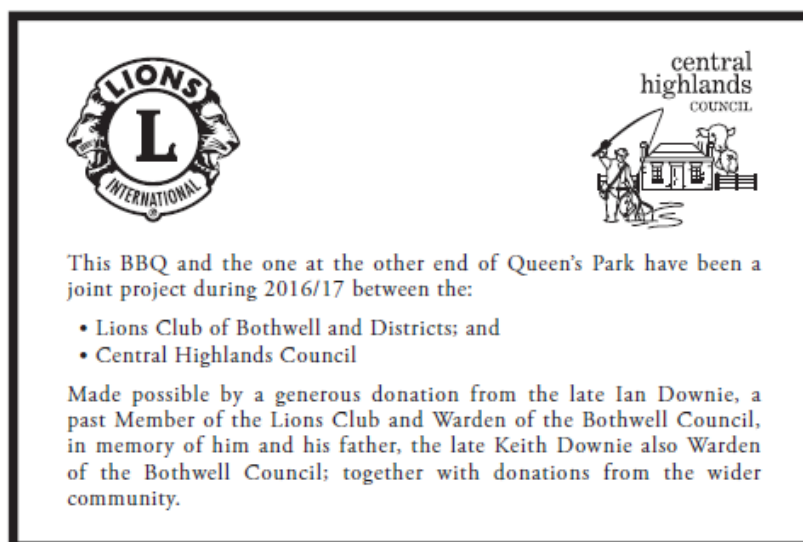 LIONS
L
INTERNATIONAL
®
central
highlands
COUNCIL
This BBQ and the one at the other end of Queen's Park have been a
joint project during 2016/17 between the:
• Lions Club of Bothwell and Districts; and
• Central Highlands Council
Made possible by a generous donation from the late Ian Downie, a
past Member of the Lions Club and Warden of the Bothwell Council,
in memory of him and his father, the late Keith Downie also Warden
of the Bothwell Council; together with donations from the wider
community.